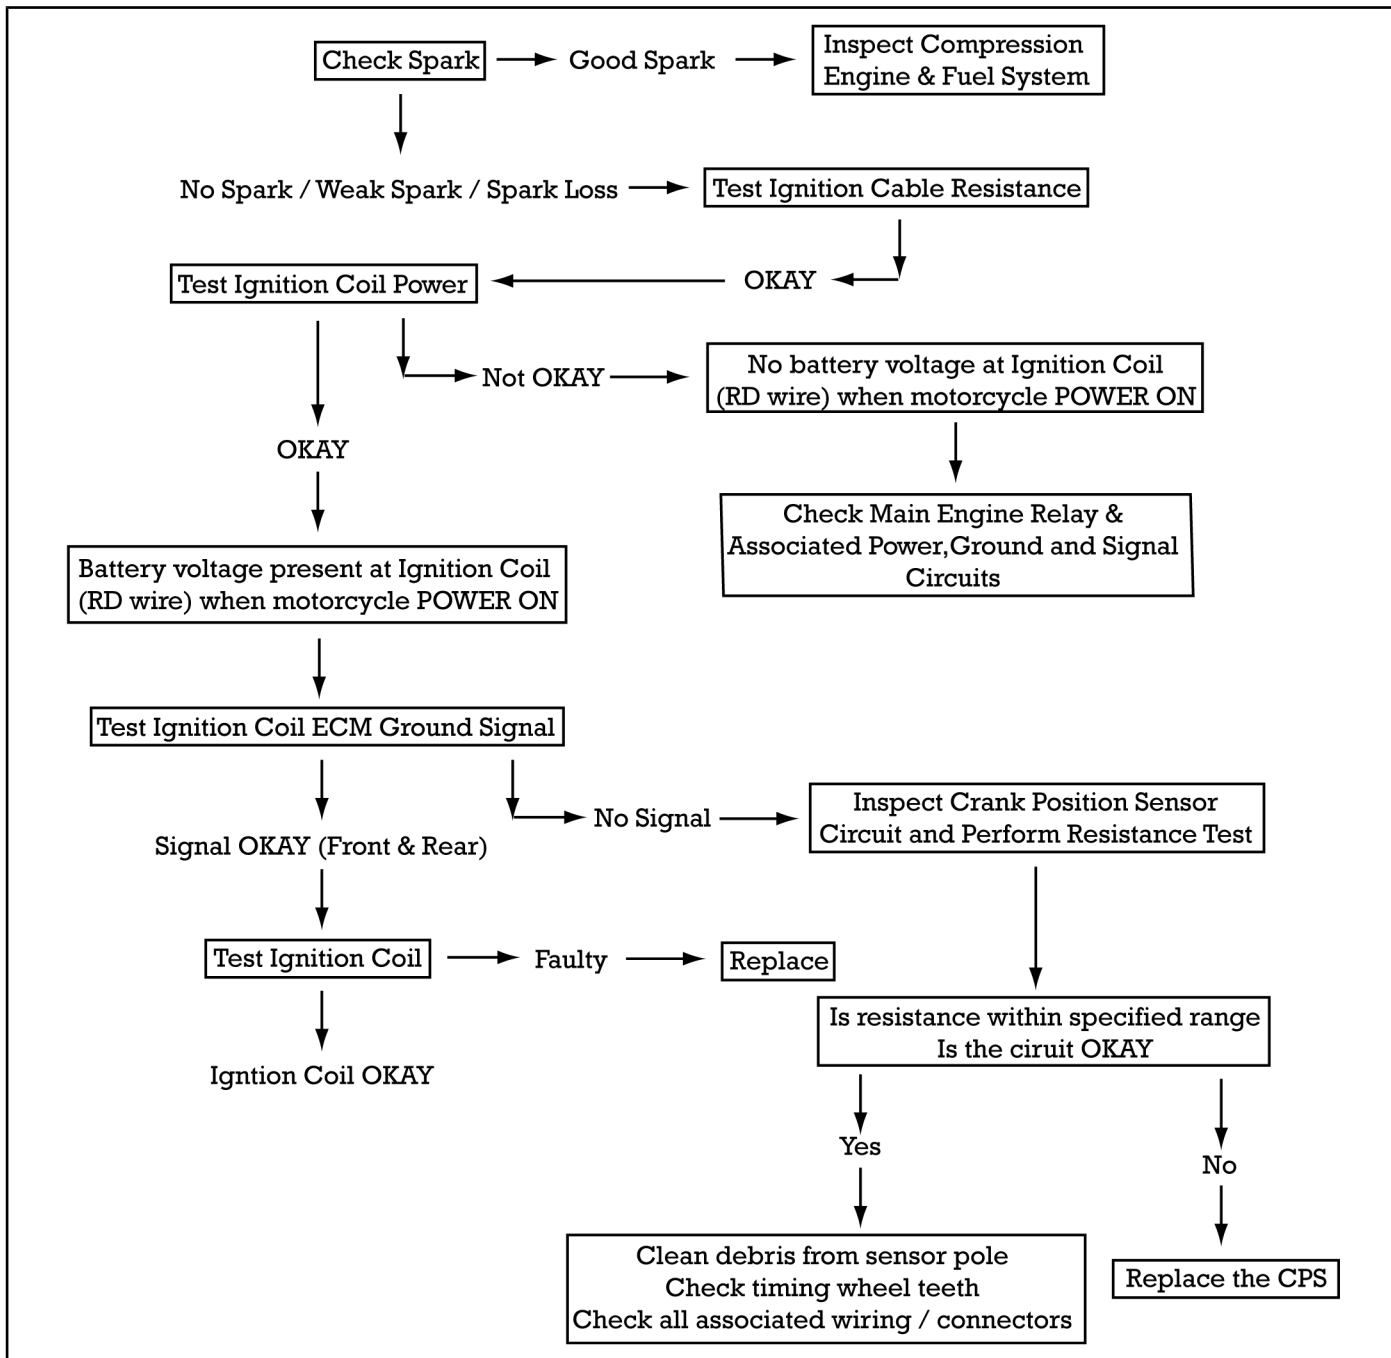 Check Spark
Good Spark
Inspect Compression
Engine & Fuel System
No Spark / Weak Spark / Spark Loss
Test Ignition Cable Resistance
OKAY
Test Ignition Coil Power
Not OKAY
No battery voltage at Ignition Coil
(RD wire) when motorcycle POWER ON
OKAY
Check Main Engine Relay &
Associated Power,Ground and Signal
Circuits
Battery voltage present at Ignition Coil
(RD wire) when motorcycle POWER ON
Test Ignition Coil ECM Ground Signal
No Signal
Inspect Crank Position Sensor
Circuit and Perform Resistance Test
Signal OKAY (Front & Rear)
Test Ignition Coil
Faulty
Replace
Igntion Coil OKAY
Is resistance within specified range
Is the ciruit OKAY
Yes
No
Clean debris from sensor pole
Check timing wheel teeth
Check all associated wiring / connectors
Replace the CPS